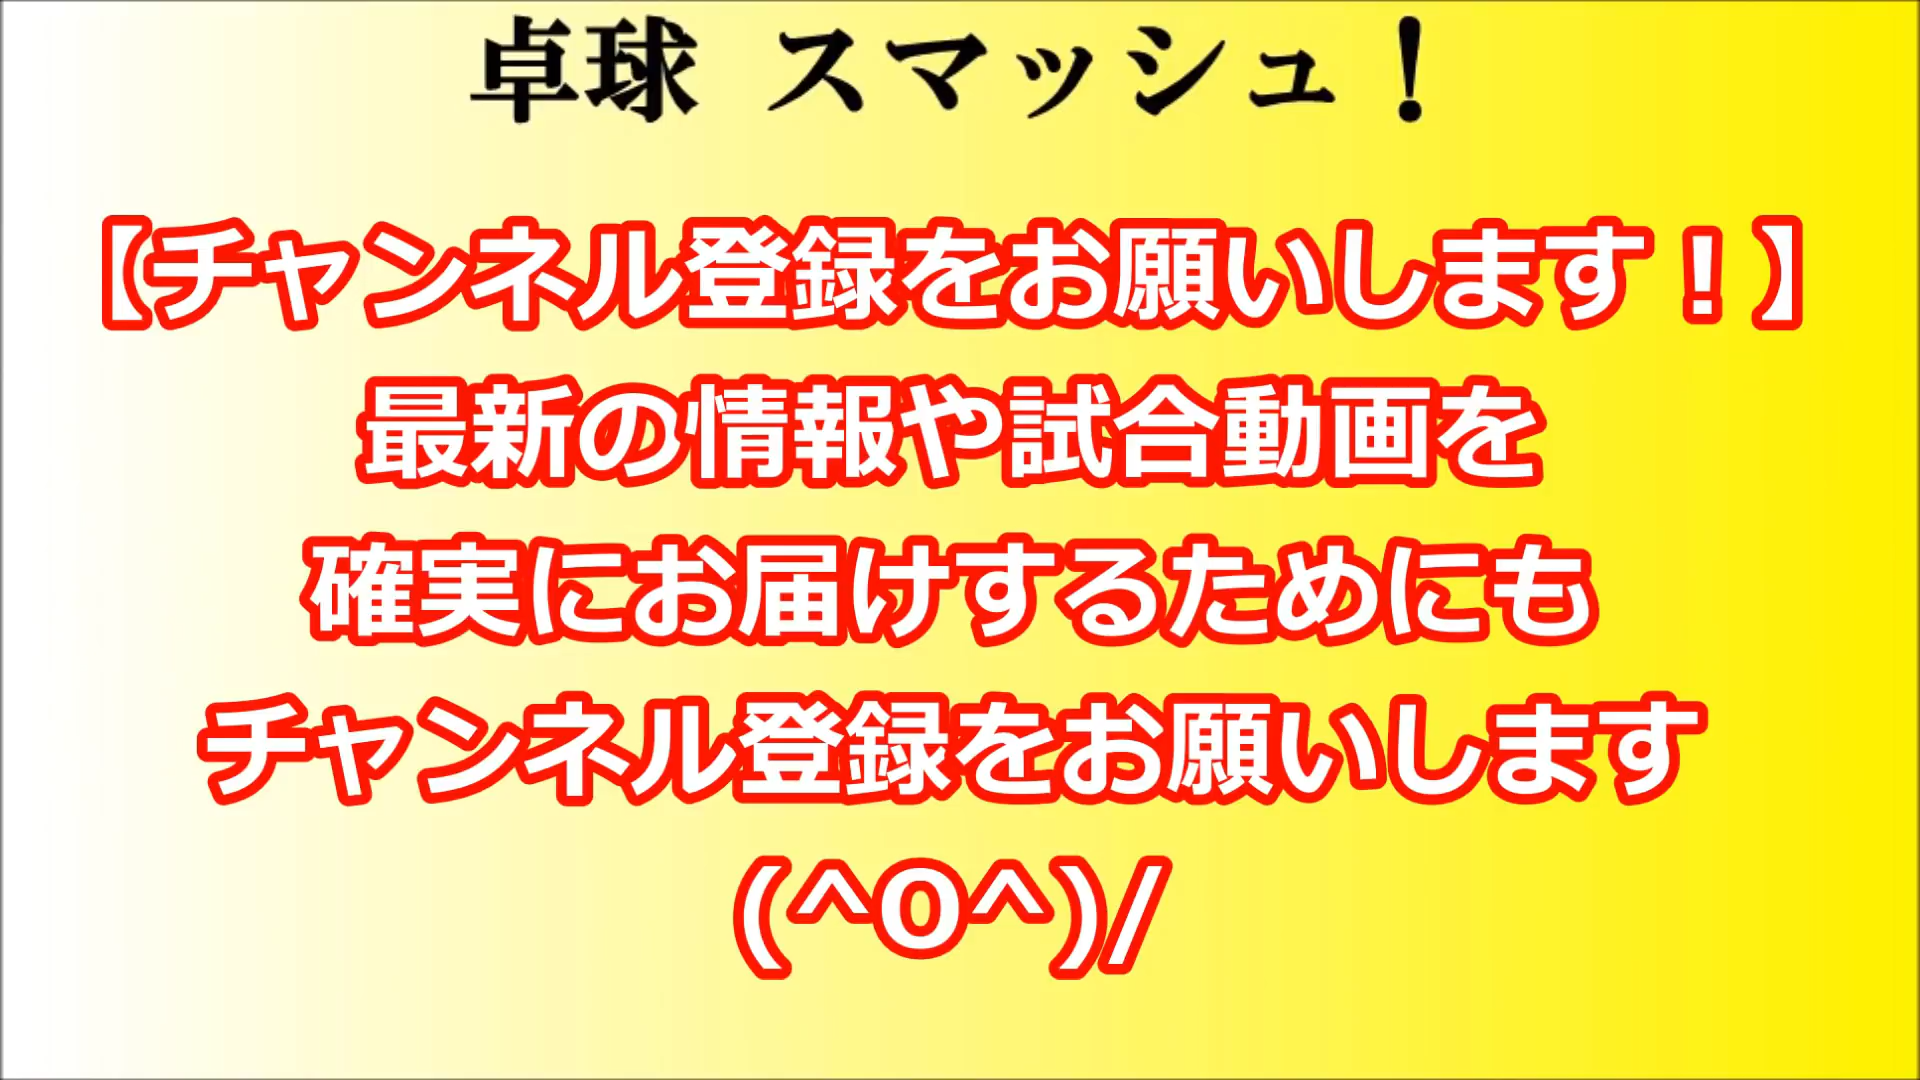 卓球 スマッシュ！
【チャンネル登録をお願いします！】
最新の情報や試合動画を
確実にお届けするためにも
チャンネル登録をお願いします
(^O^)/